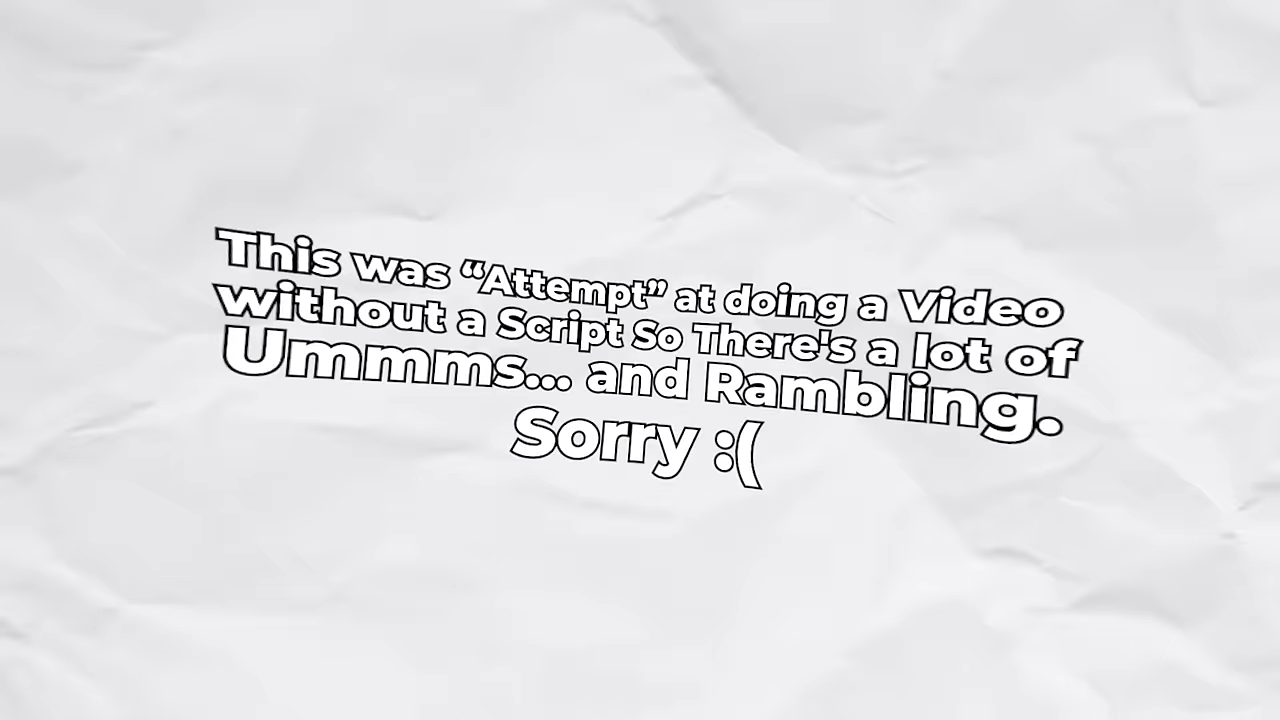 This was “Attempt” at doing a Video
without a Script So There's a lot of
Ummms... and Rambling.
Sorry :(